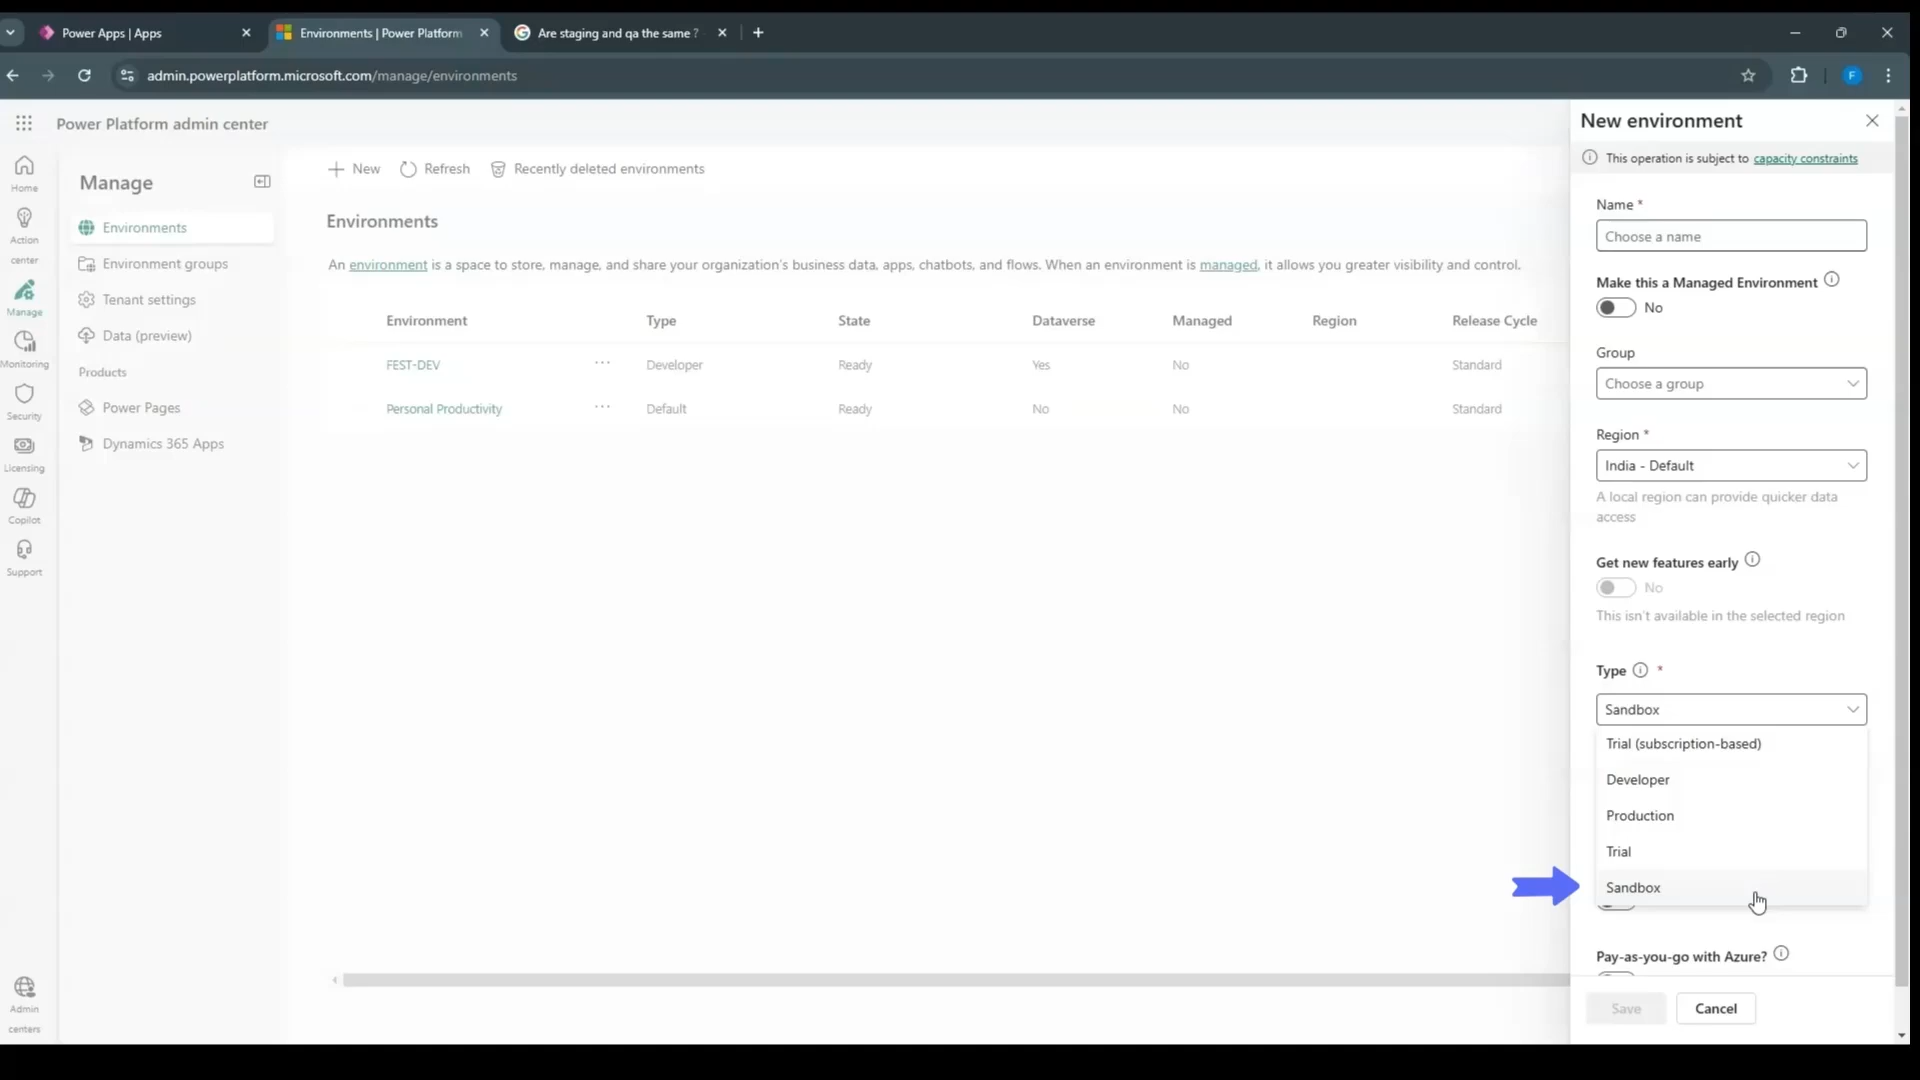 Power Apps | Apps
Environments | Power Platform
Are staging and qa the same ?
admin.powerplatform.microsoft.com/manage/environments
F
Power Platform admin center
Home
Action center
Manage
Monitoring
Security
Licensing
Copilot
Support
Admin centers
Manage
Environments
Environment groups
Tenant settings
Data (preview)
Products
Power Pages
Dynamics 365 Apps
New Refresh Recently deleted environments
Environments
An environment is a space to store, manage, and share your organization's business data, apps, chatbots, and flows. When an environment is managed, it allows you greater visibility and control.
Environment Type State Dataverse Managed Region Release Cycle
FEST-DEV ... Developer Ready Yes No Standard
Personal Productivity ... Default Ready No No Standard
New environment
This operation is subject to capacity constraints
Name *
Choose a name
Make this a Managed Environment
No
Group
Choose a group
Region *
India - Default
A local region can provide quicker data
access
Get new features early
No
This isn't available in the selected region
Type *
Sandbox
Trial (subscription-based)
Developer
Production
Trial
Sandbox
Pay-as-you-go with Azure?
Save Cancel